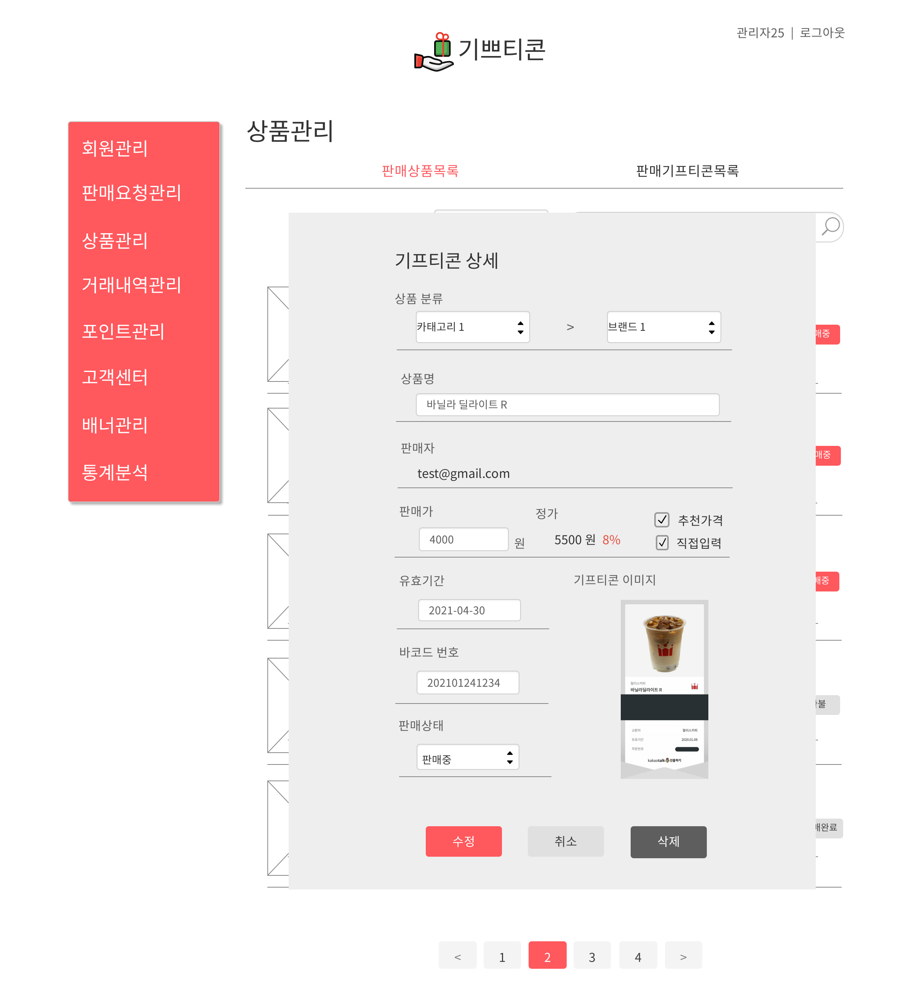 관리자25 | 로그아웃
기쁘티콘
상품관리
회원관리
판매요청관리
상품관리
거래내역관리
포인트관리
고객센터
배너관리
통계분석
판매상품목록
판매기프티콘목록
기프티콘 상세
상품 분류
카태고리 1
>
브랜드 1
매중
상품명
바닐라 딜라이트 R
매중
판매자
test@gmail.com
판매가
정가
추천가격
4000 원
5500 원 8%
직접입력
유효기간
기프티콘 이미지
매중
2021-04-30
할리스커피
바닐라딜라이트 R
바코드 번호
202101241234
불
교환처 할리스커피
유효기간 2020.01.08
주문번호
kakaotalk 선물하기
판매상태
판매중
매완료
수정
취소
삭제
< 1 2 3 4 >